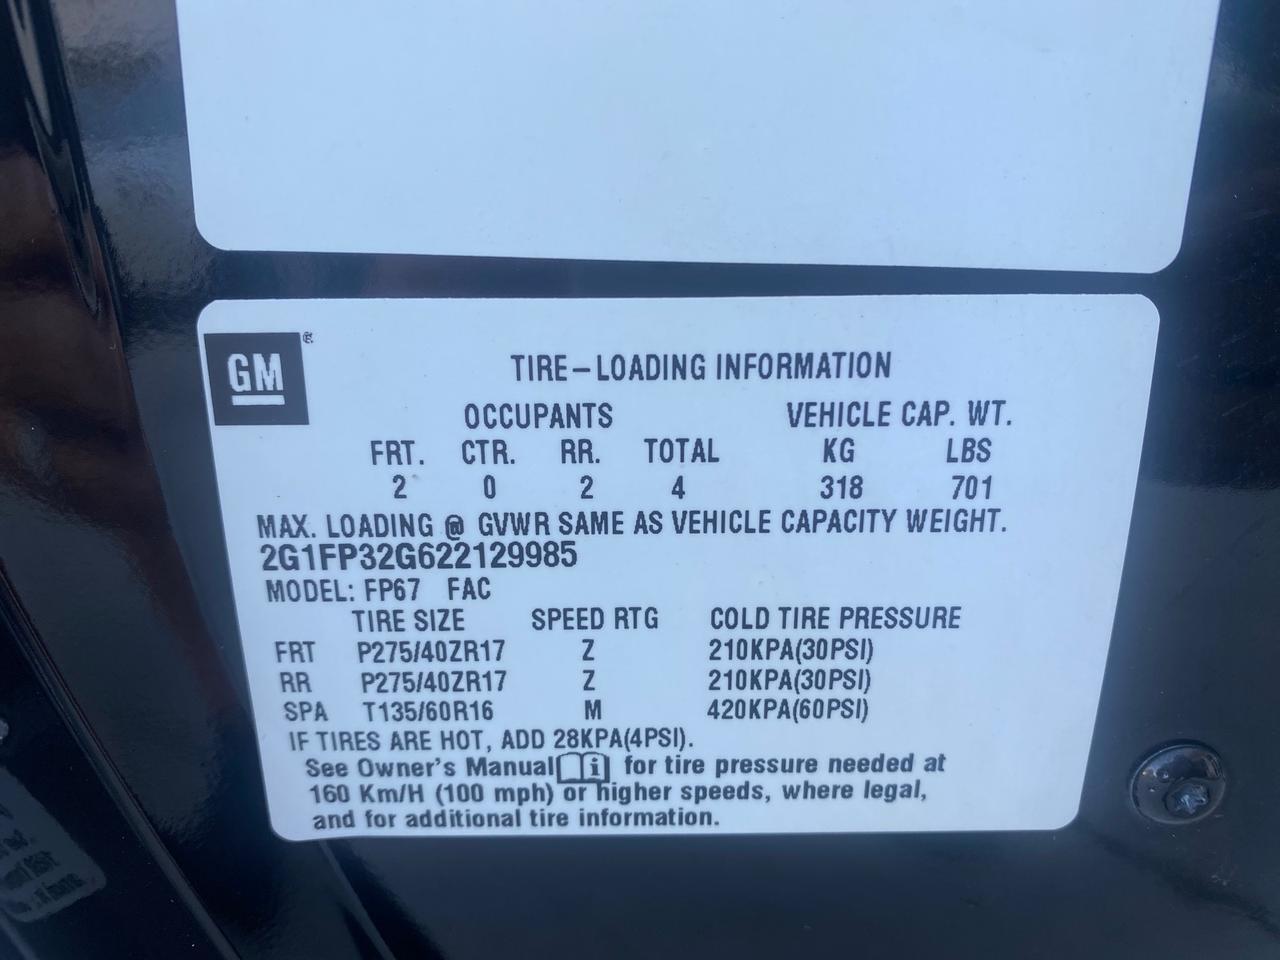 GM ®
TIRE-LOADING INFORMATION
OCCUPANTS VEHICLE CAP. WT.
FRT. CTR. RR. TOTAL KG LBS
2 0 2 4 318 701
MAX. LOADING @ GVWR SAME AS VEHICLE CAPACITY WEIGHT.
2G1FP32G622129985
MODEL: FP67 FAC
TIRE SIZE SPEED RTG COLD TIRE PRESSURE
FRT P275/40ZR17 Z 210KPA(30PSI)
RR P275/40ZR17 Z 210KPA(30PSI)
SPA T135/60R16 M 420KPA(60PSI)
IF TIRES ARE HOT, ADD 28KPA(4PSI).
See Owner's Manual i for tire pressure needed at
160 Km/H (100 mph) or higher speeds, where legal,
and for additional tire information.